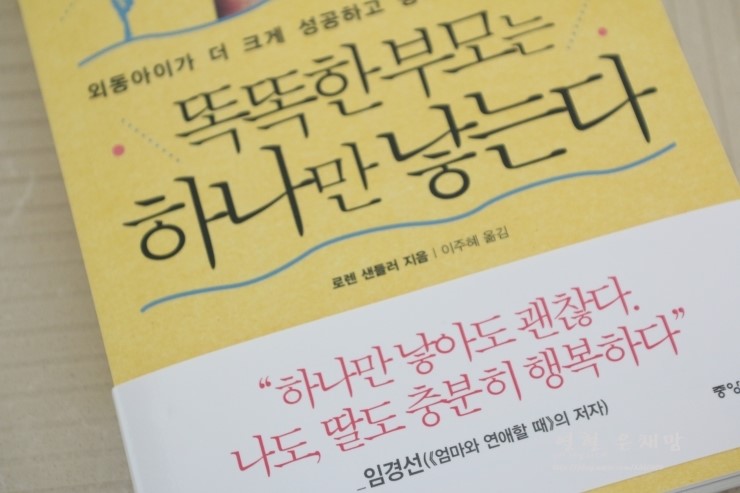 외동아이가 더 크게 성공하고
똑똑한 부모는
하나만 낳는다
로렌 샌들러 지음 | 이주혜 옮김
“하나만 낳아도 괜찮다.
나도, 딸도 충분히 행복하다”
_임경선(《엄마와 연애할 때》의 저자)
중앙